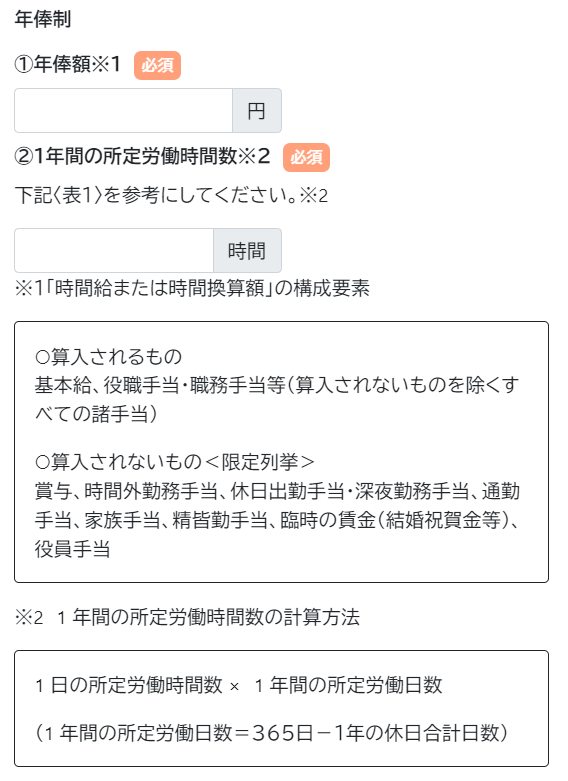 年俸制
①年俸額※1 必須
円
②1年間の所定労働時間数※2 必須
下記〈表1〉を参考にしてください。※2
時間
※1「時間給または時間換算額」の構成要素
○算入されるもの
基本給、役職手当・職務手当等(算入されないものを除くす
べての諸手当)
○算入されないもの<限定列挙>
賞与、時間外勤務手当、休日出勤手当・深夜勤務手当、通勤
手当、家族手当、精皆勤手当、臨時の賃金(結婚祝賀金等)、
役員手当
※2 1年間の所定労働時間数の計算方法
1日の所定労働時間数 × 1年間の所定労働日数
(1年間の所定労働日数=365日-1年の休日合計日数)